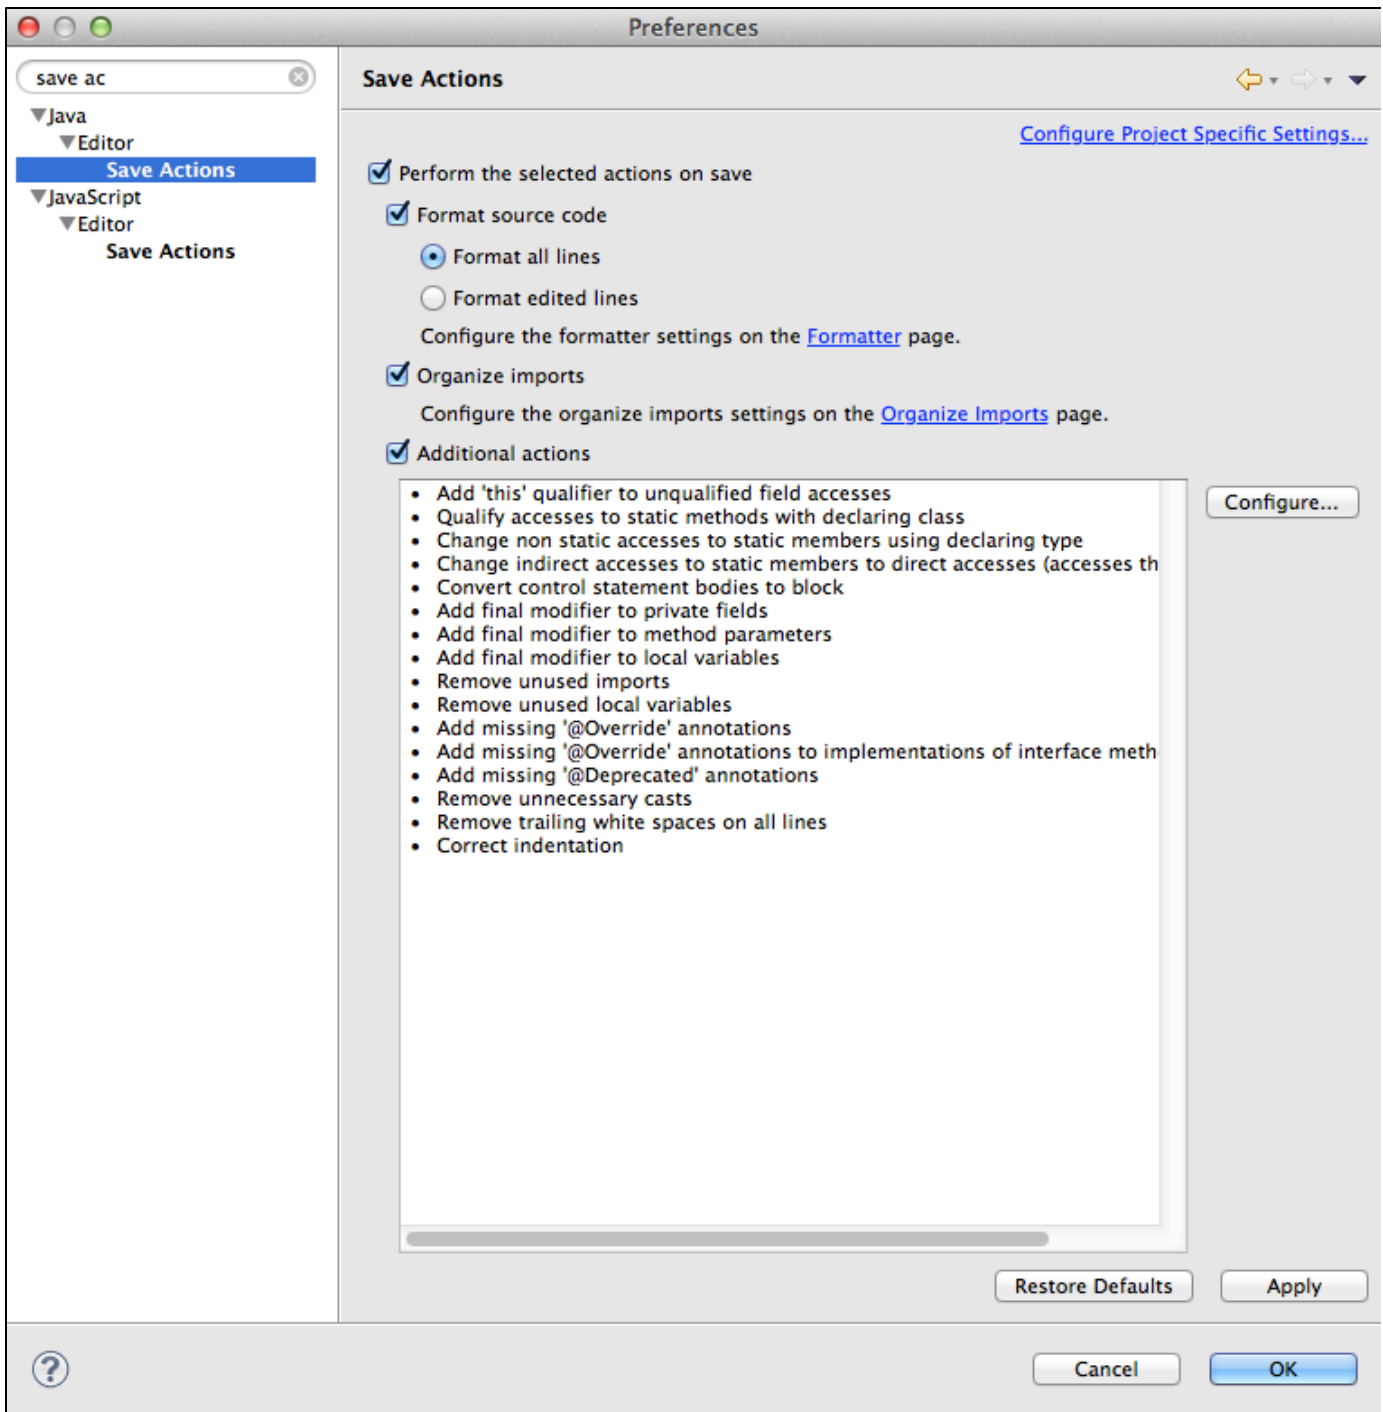 Preferences
save ac
Java
Editor
Save Actions
JavaScript
Editor
Save Actions
Save Actions
Configure Project Specific Settings...
Perform the selected actions on save
Format source code
Format all lines
Format edited lines
Configure the formatter settings on the Formatter page.
Organize imports
Configure the organize imports settings on the Organize Imports page.
Additional actions
• Add 'this' qualifier to unqualified field accesses
• Qualify accesses to static methods with declaring class
• Change non static accesses to static members using declaring type
• Change indirect accesses to static members to direct accesses (accesses th
• Convert control statement bodies to block
• Add final modifier to private fields
• Add final modifier to method parameters
• Add final modifier to local variables
• Remove unused imports
• Remove unused local variables
• Add missing '@Override' annotations
• Add missing '@Override' annotations to implementations of interface meth
• Add missing '@Deprecated' annotations
• Remove unnecessary casts
• Remove trailing white spaces on all lines
• Correct indentation
Configure...
Restore Defaults
Apply
?
Cancel
OK